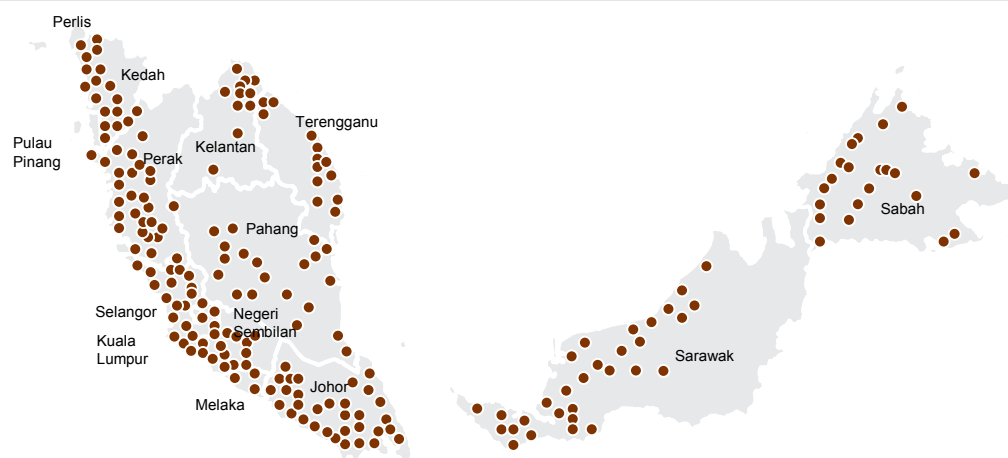 Perlis
Kedah
Terengganu
Pulau
Pinang
Kelantan
Perak
Sabah
Pahang
Selangor
Negeri
Sembilan
Kuala
Lumpur
Sarawak
Johor
Melaka